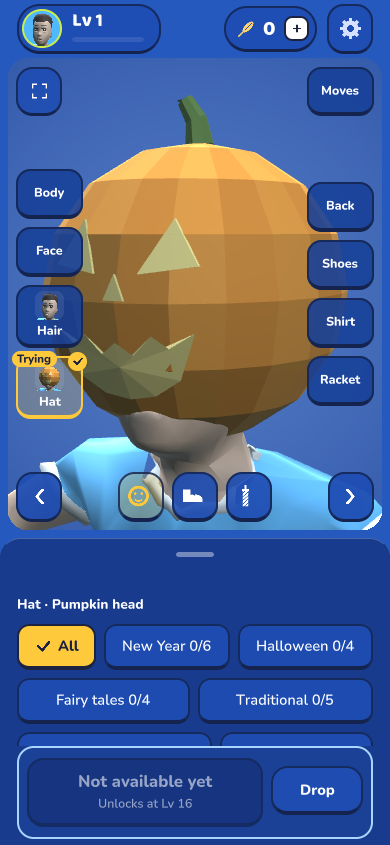 Lv 1
0
+
Moves
Body
Back
Face
Shoes
Hair
Shirt
Trying
Hat
Racket
Hat · Pumpkin head
All
New Year 0/6
Halloween 0/4
Fairy tales 0/4
Traditional 0/5
Not available yet
Unlocks at Lv 16
Drop